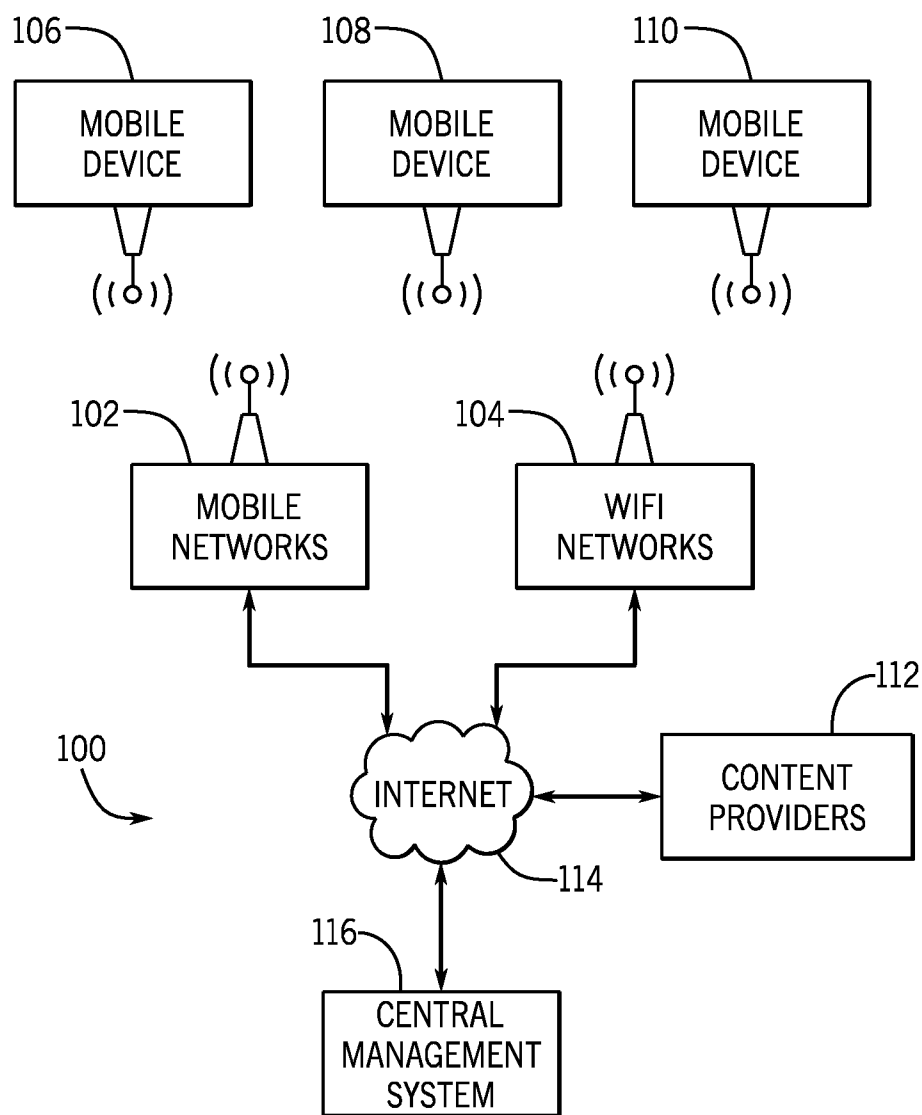 106
108
110
MOBILE
DEVICE
MOBILE
DEVICE
MOBILE
DEVICE
102
104
MOBILE
NETWORKS
WIFI
NETWORKS
112
100
INTERNET
CONTENT
PROVIDERS
114
116
CENTRAL
MANAGEMENT
SYSTEM